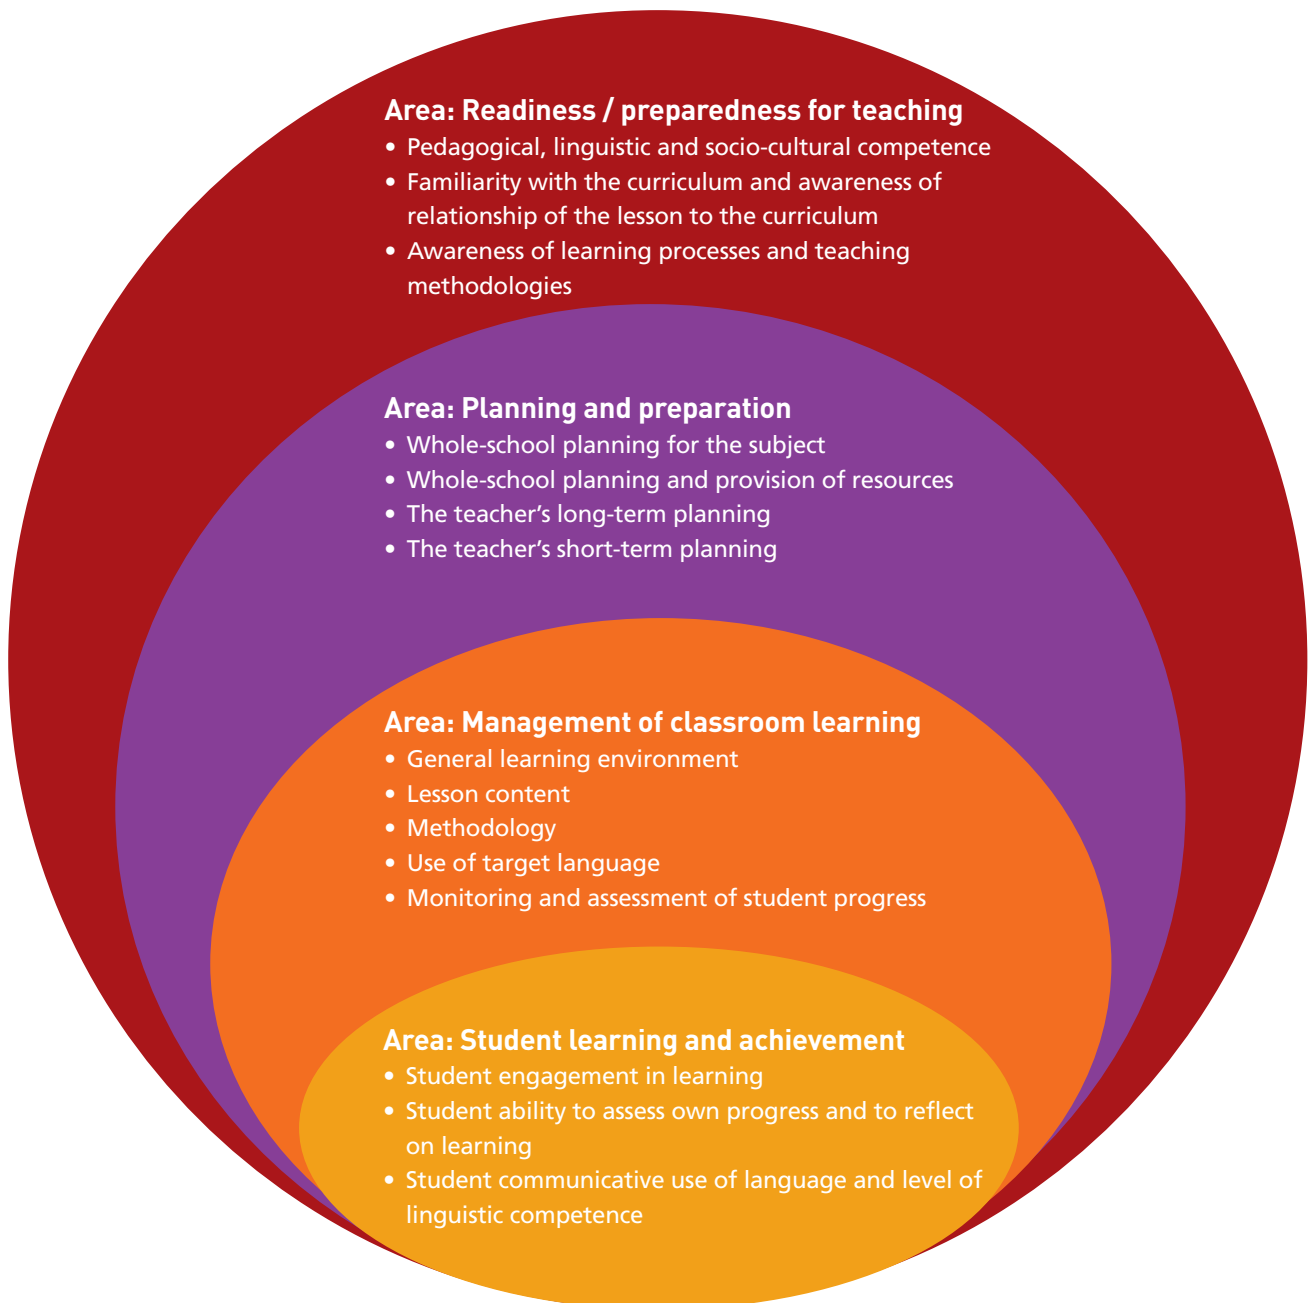 Area: Readiness / preparedness for teaching
• Pedagogical, linguistic and socio-cultural competence
• Familiarity with the curriculum and awareness of
relationship of the lesson to the curriculum
• Awareness of learning processes and teaching
methodologies
Area: Planning and preparation
• Whole-school planning for the subject
• Whole-school planning and provision of resources
• The teacher’s long-term planning
• The teacher’s short-term planning
Area: Management of classroom learning
• General learning environment
• Lesson content
• Methodology
• Use of target language
• Monitoring and assessment of student progress
Area: Student learning and achievement
• Student engagement in learning
• Student ability to assess own progress and to reflect
on learning
• Student communicative use of language and level of
linguistic competence